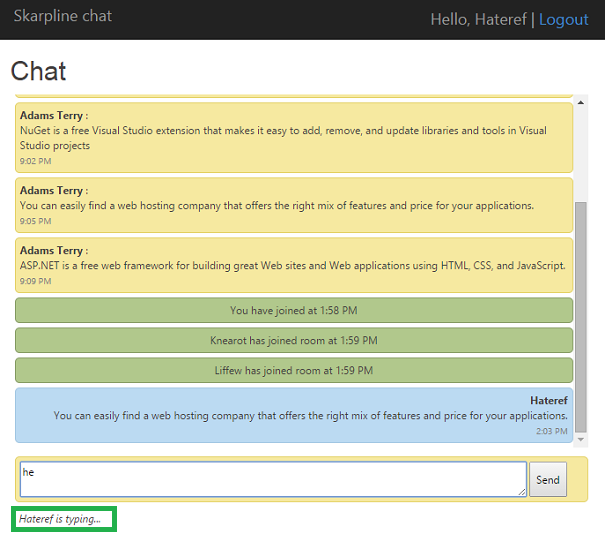 Skarpline chat
Hello, Hateref | Logout
Chat
Adams Terry :
NuGet is a free Visual Studio extension that makes it easy to add, remove, and update libraries and tools in Visual
Studio projects
9:02 PM
Adams Terry :
You can easily find a web hosting company that offers the right mix of features and price for your applications.
9:05 PM
Adams Terry :
ASP.NET is a free web framework for building great Web sites and Web applications using HTML, CSS, and JavaScript.
9:09 PM
You have joined at 1:58 PM
Knearot has joined room at 1:59 PM
Liffew has joined room at 1:59 PM
Hateref
You can easily find a web hosting company that offers the right mix of features and price for your applications.
2:03 PM
he
Send
Hateref is typing...